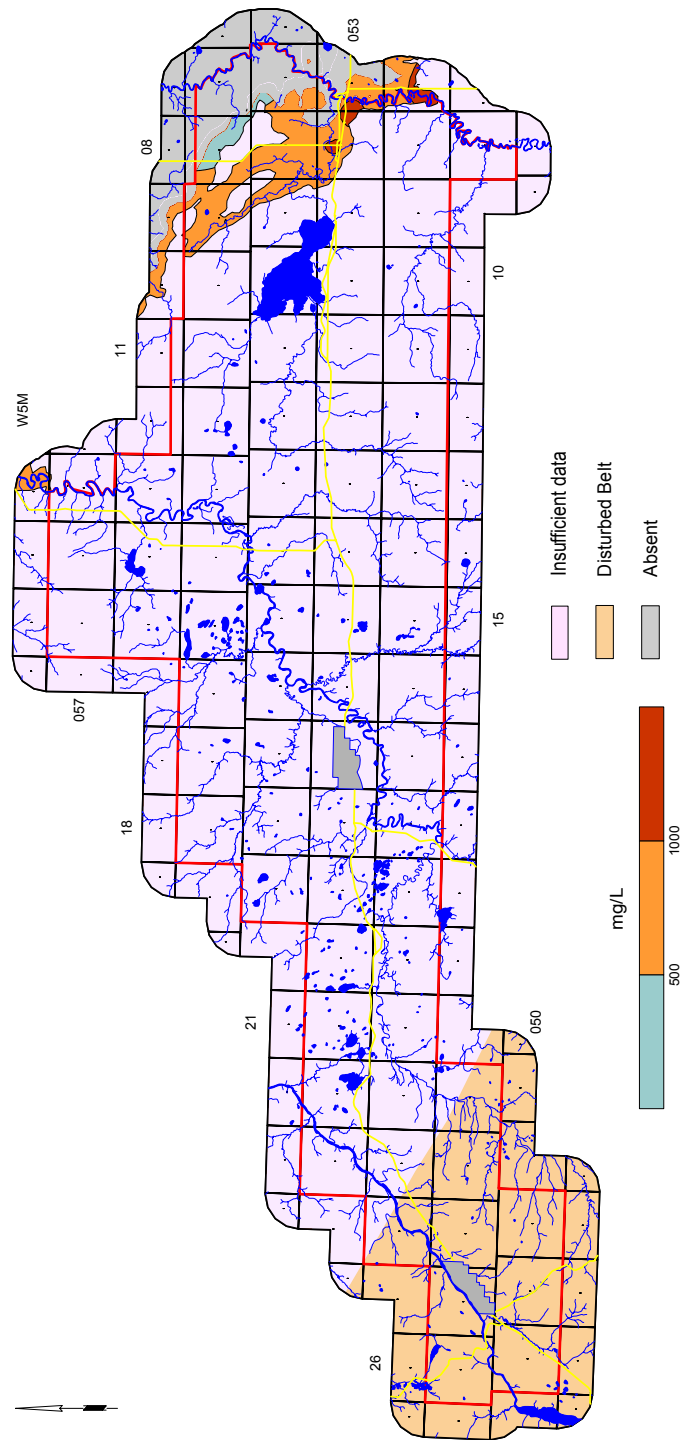 W5M
057
18
11
08
053
21
26
050
15
10
mg/L
500
1000
Insufficient data
Disturbed Belt
Absent